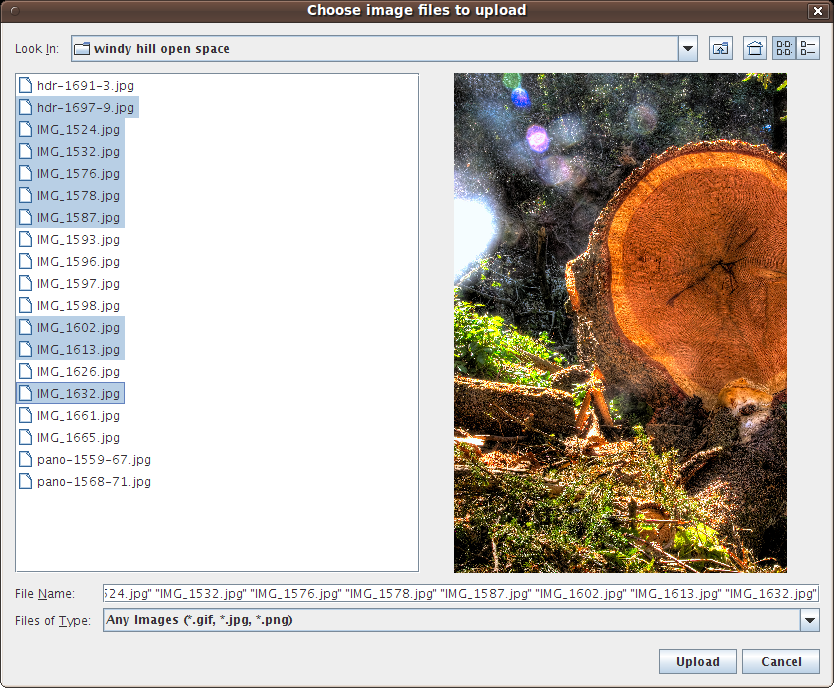 Choose image files to upload
Look In: windy hill open space
hdr-1691-3.jpg
hdr-1697-9.jpg
IMG_1524.jpg
IMG_1532.jpg
IMG_1576.jpg
IMG_1578.jpg
IMG_1587.jpg
IMG_1593.jpg
IMG_1596.jpg
IMG_1597.jpg
IMG_1598.jpg
IMG_1602.jpg
IMG_1613.jpg
IMG_1626.jpg
IMG_1632.jpg
IMG_1661.jpg
IMG_1665.jpg
pano-1559-67.jpg
pano-1568-71.jpg
File Name: 524.jpg" "IMG_1532.jpg" "IMG_1576.jpg" "IMG_1578.jpg" "IMG_1587.jpg" "IMG_1602.jpg" "IMG_1613.jpg" "IMG_1632.jpg"
Files of Type: Any Images (*.gif, *.jpg, *.png)
Upload Cancel